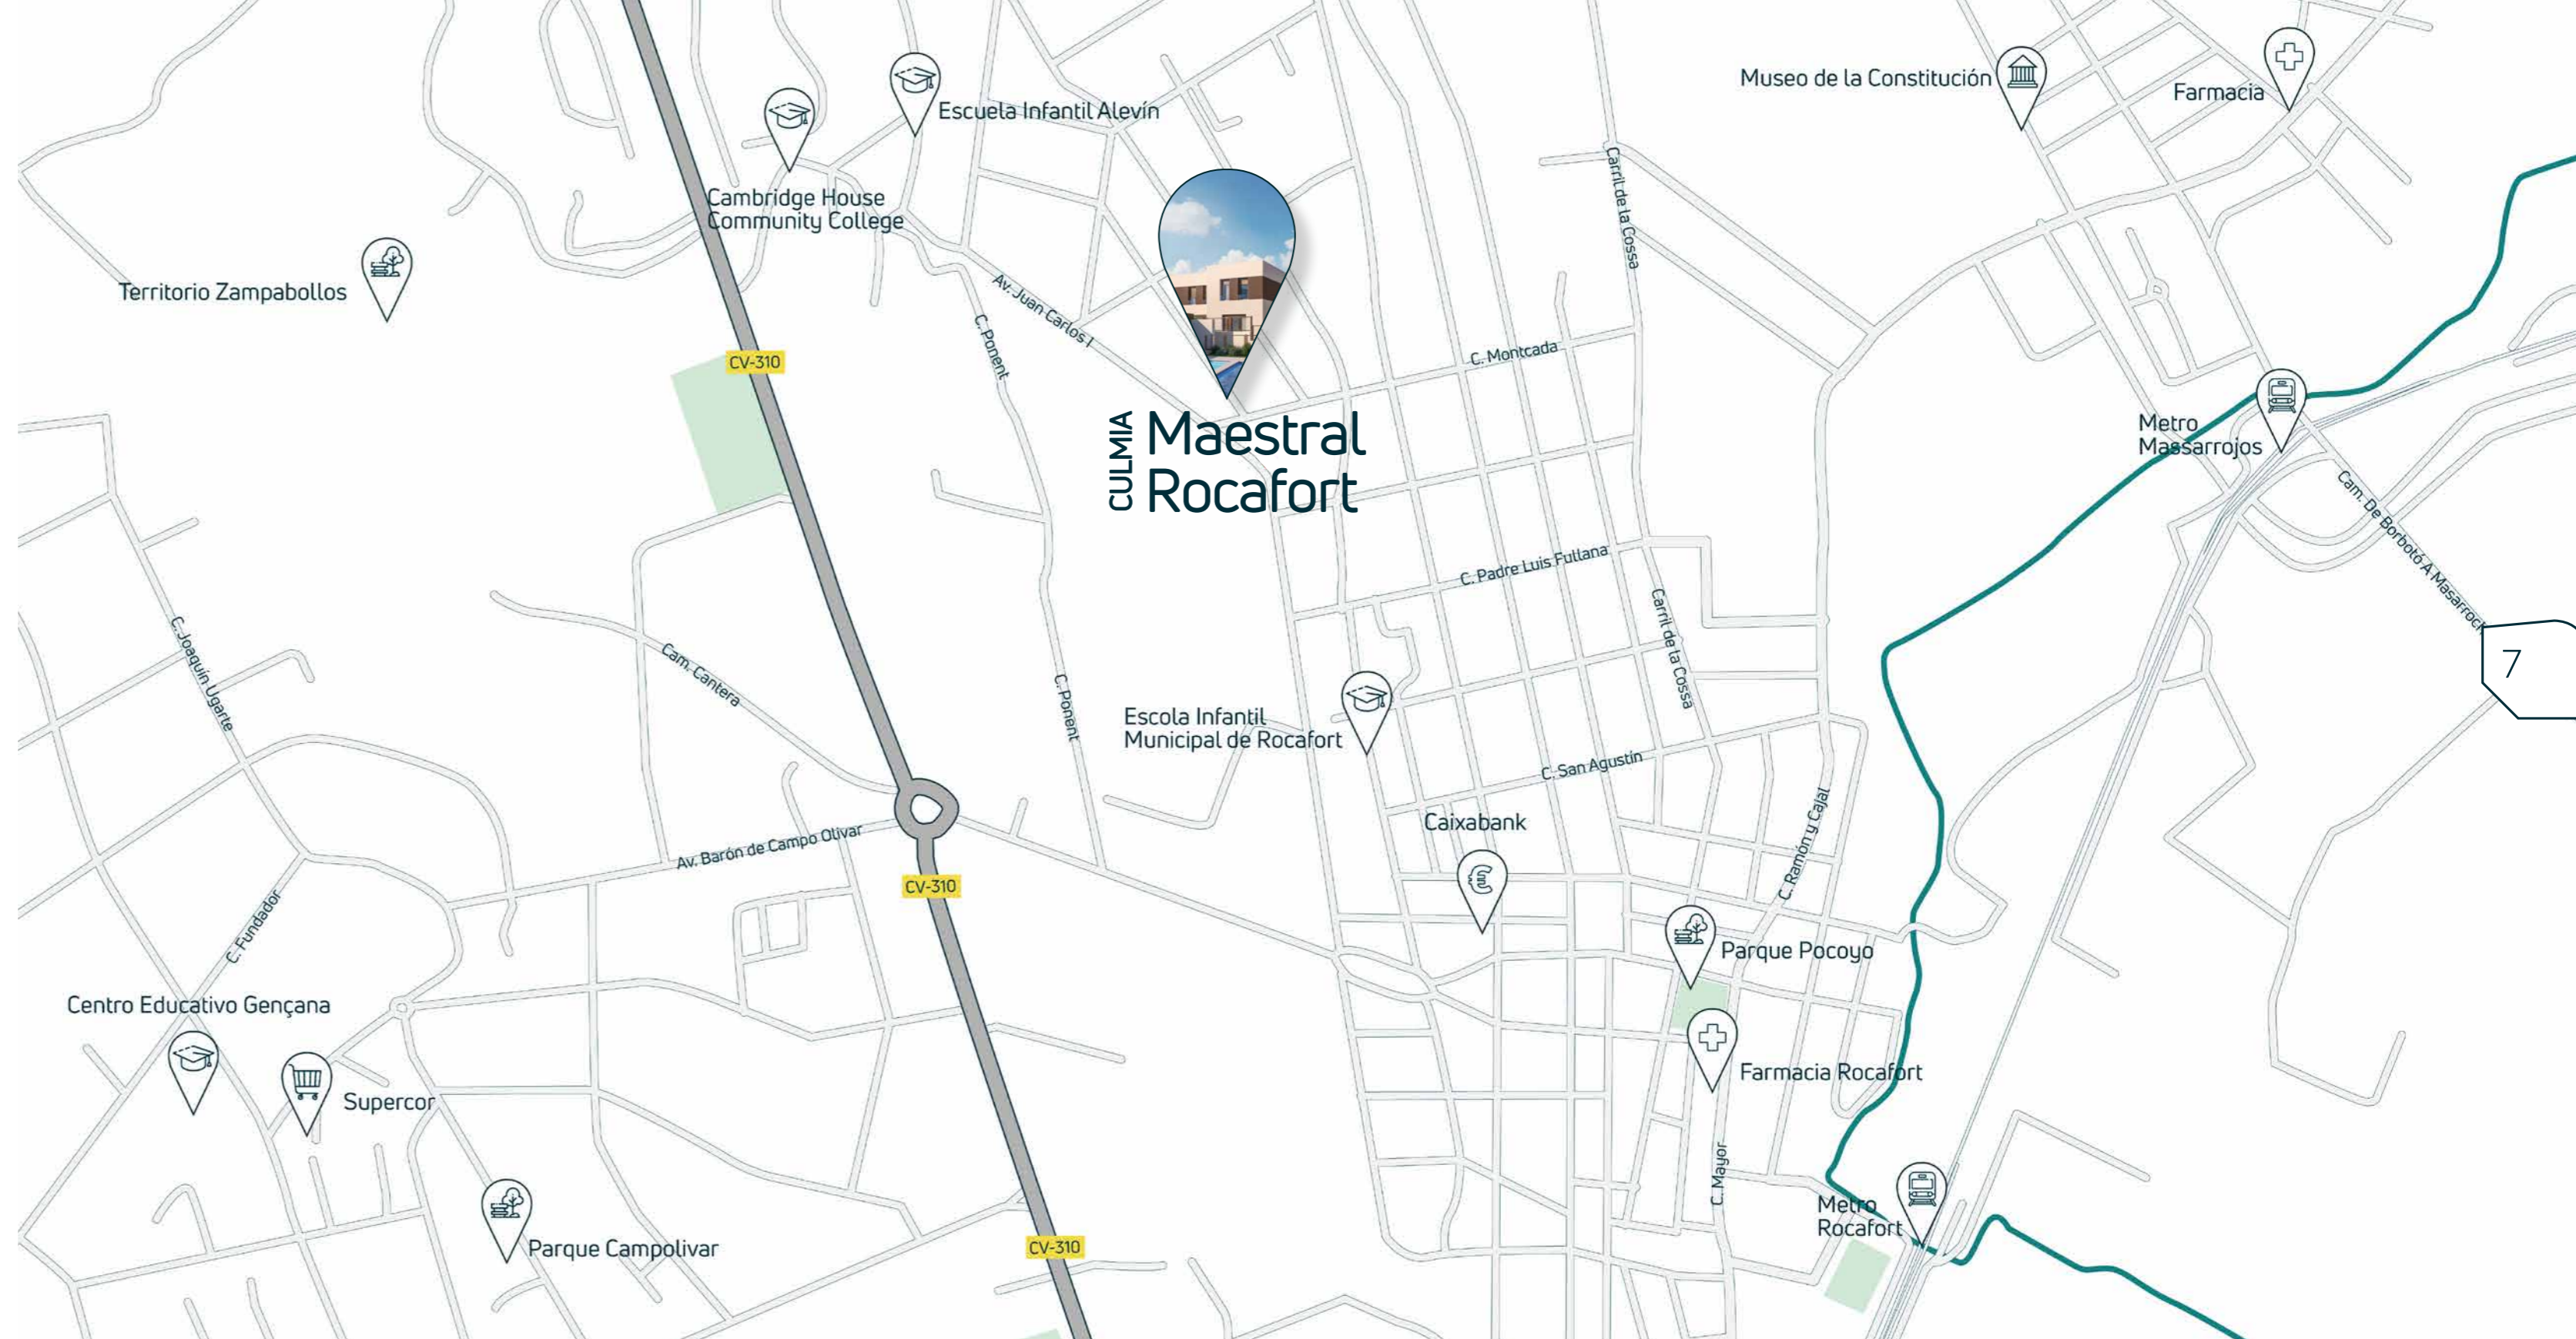 Museo de la Constitución
Farmacia
Escuela Infantil Alevín
Cambridge House
Community College
Territorio Zampabollos
Carril de la Cossa
Av. Juan Carlos I
C. Ponent
C. Montcada
CV-310
CULMIA
Maestral
Rocafort
Metro
Massarrojos
Cam. De Borbotó A Masarroch
C. Padre Luis Fullana
Carril de la Cossa
C. Joaquín Ugarte
Cam. Cantera
C. Ponent
7
Escola Infantil
Municipal de Rocafort
C. San Agustín
Caixabank
C. Ramón y Cajal
Av. Barón de Campo Olivar
CV-310
C. Fundador
Parque Pocoyo
Centro Educativo Gençana
Supercor
Farmacia Rocafort
C. Mayor
Metro
Rocafort
Parque Campolivar
CV-310